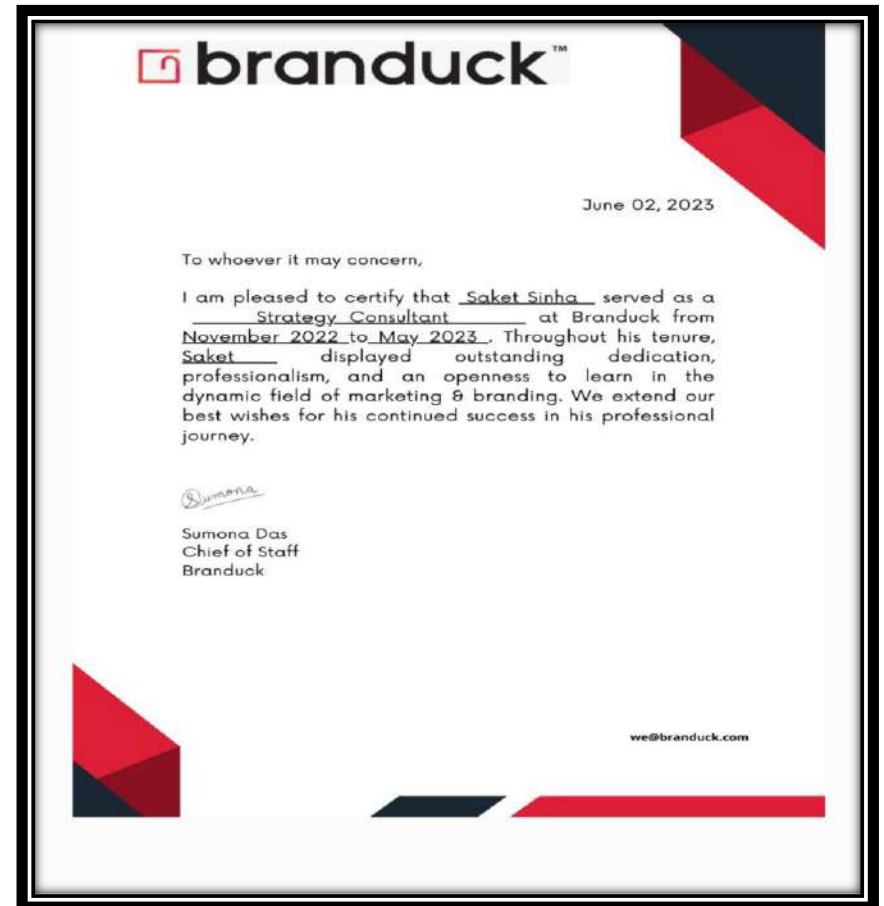 branduck™
June 02, 2023
To whoever it may concern,
I am pleased to certify that Saket Sinha served as a
Strategy Consultant at Branduck from
November 2022 to May 2023 . Throughout his tenure,
Saket displayed outstanding dedication,
professionalism, and an openness to learn in the
dynamic field of marketing & branding. We extend our
best wishes for his continued success in his professional
journey.
Sumona
Sumona Das
Chief of Staff
Branduck
we@branduck.com